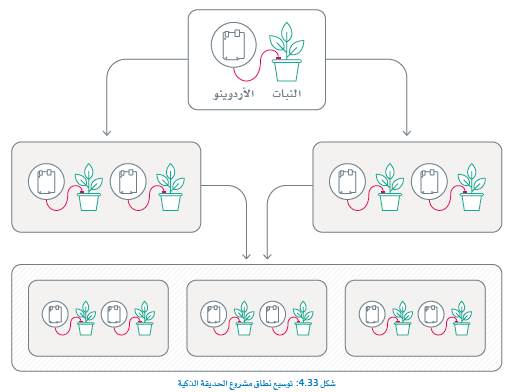 الأردوينو
النبات
شكل 4.33: توسيع نطاق مشروع الحديقة الذكية